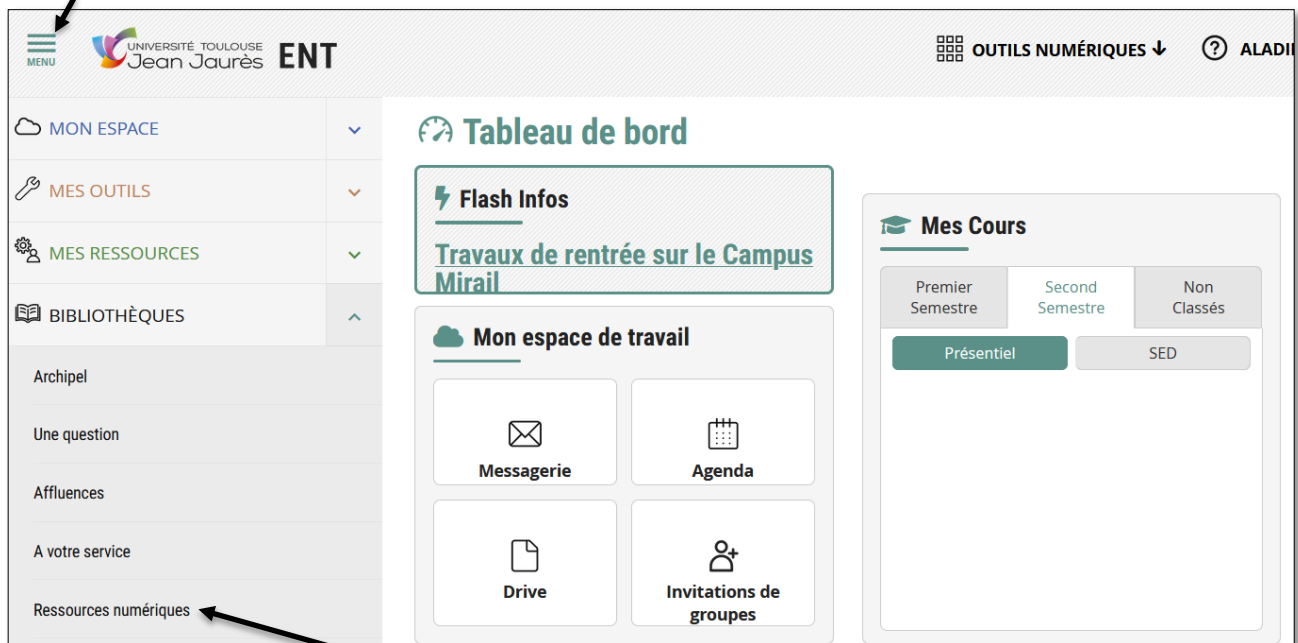 MENU
UNIVERSITÉ TOULOUSE
Jean Jaurès
ENT
OUTILS NUMÉRIQUES
MON ESPACE
MES OUTILS
MES RESSOURCES
BIBLIOTHÈQUES
Archipel
Une question
Affluences
A votre service
Ressources numériques
Tableau de bord
Flash Infos
Travaux de rentrée sur le Campus
Mirail
Mon espace de travail
Messagerie
Agenda
Drive
Invitations de
groupes
Mes Cours
Premier
Semestre
Second
Semestre
Non
Classés
Présentiel
SED